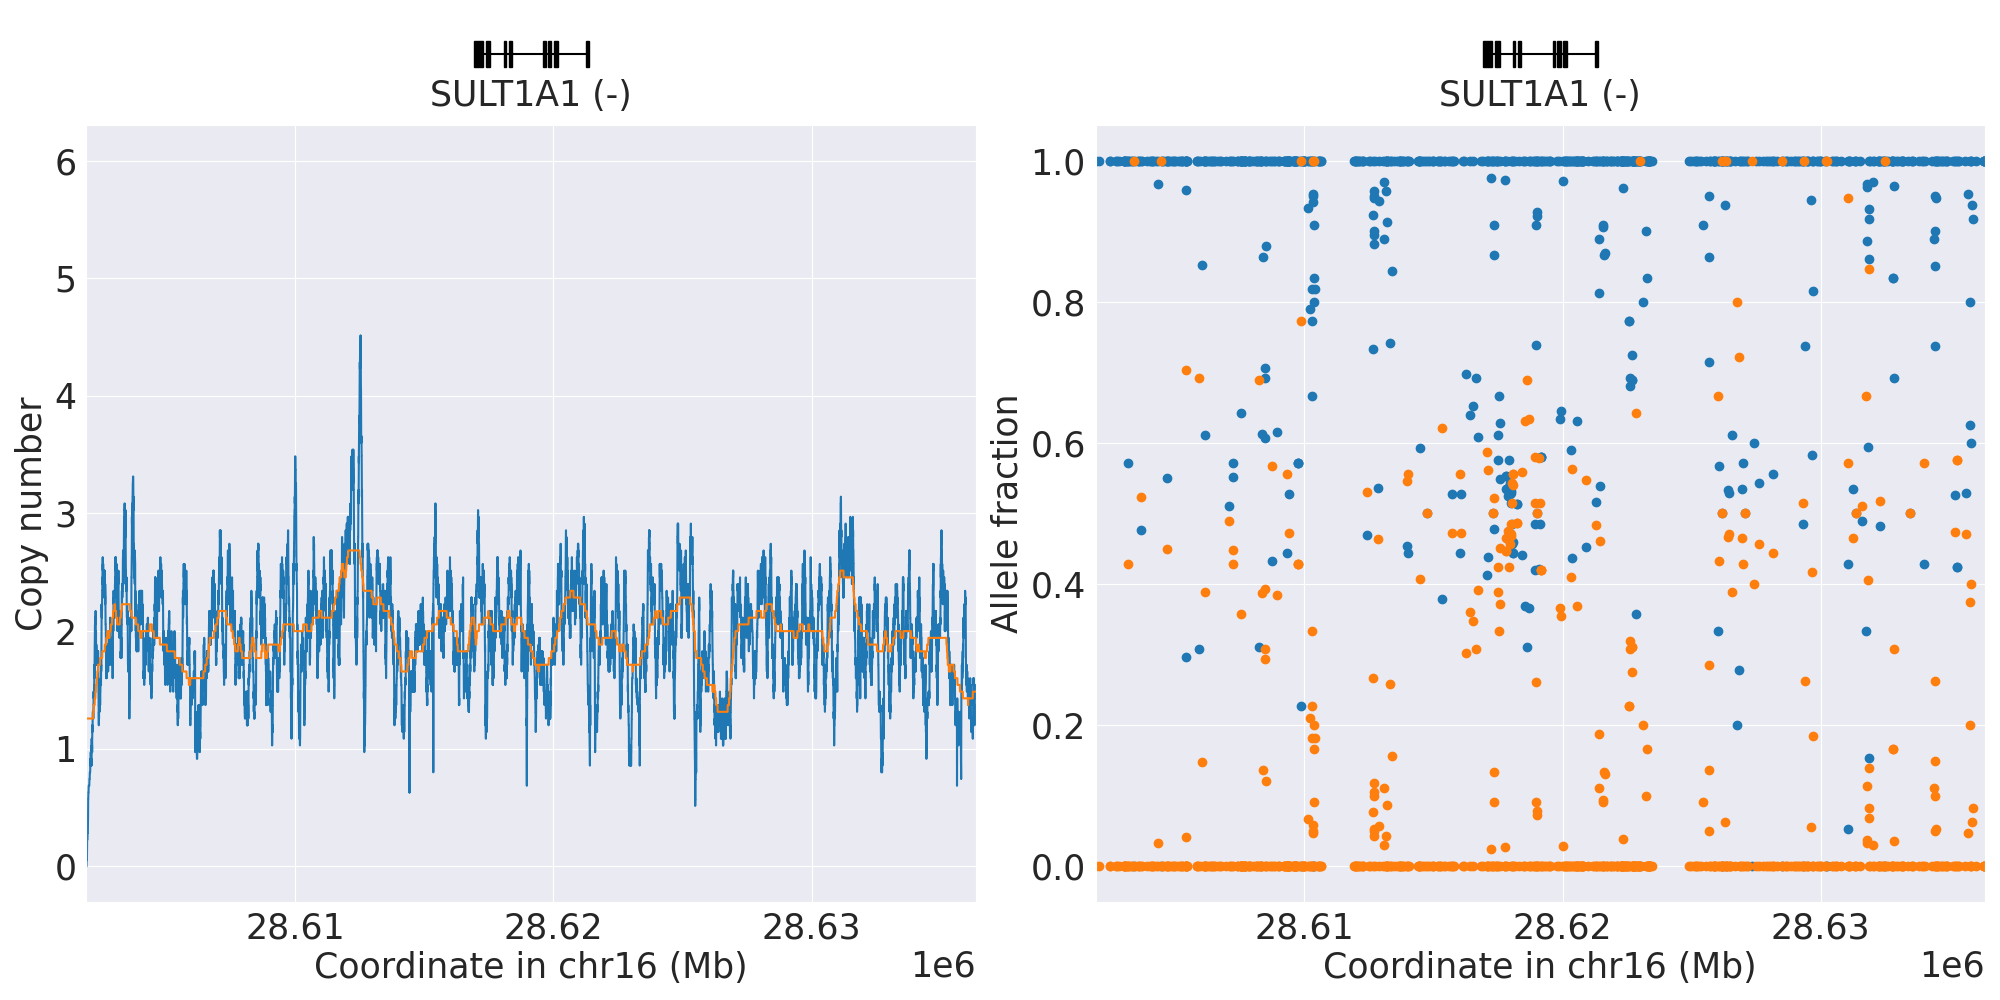 SULT1A1 (-)
6
5
4
3
2
1
0
Copy number
28.61
28.62
28.63
Coordinate in chr16 (Mb)
1e6
SULT1A1 (-)
1.0
0.8
0.6
0.4
0.2
0.0
Allele fraction
28.61
28.62
28.63
Coordinate in chr16 (Mb)
1e6